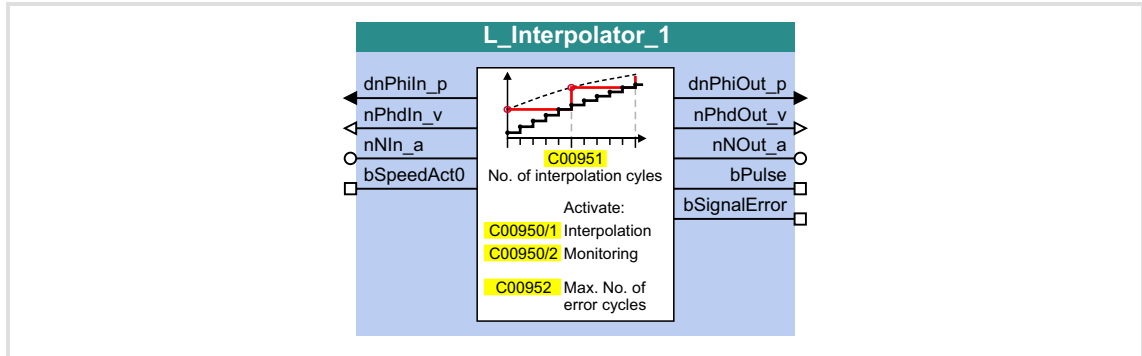 L_Interpolator_1
dnPhiIn_p
nPhdIn_v
nNIn_a
bSpeedAct0
C00951
No. of interpolation cyles
Activate:
C00950/1 Interpolation
C00950/2 Monitoring
C00952 Max. No. of
error cycles
dnPhiOut_p
nPhdOut_v
nNOut_a
bPulse
bSignalError